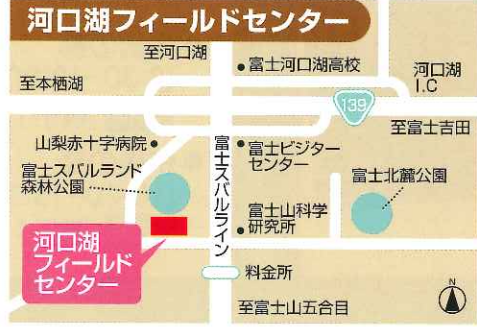 河口湖フィールドセンター
至河口湖
富士河口湖高校
河口湖
I.C
至本栖湖
139
至富士吉田
山梨赤十字病院
富士ビジター
センター
富士スバルランド
森林公園
富士スバルライン
富士北麓公園
富士山科学
研究所
河口湖
フィールド
センター
料金所
至富士山五合目
N